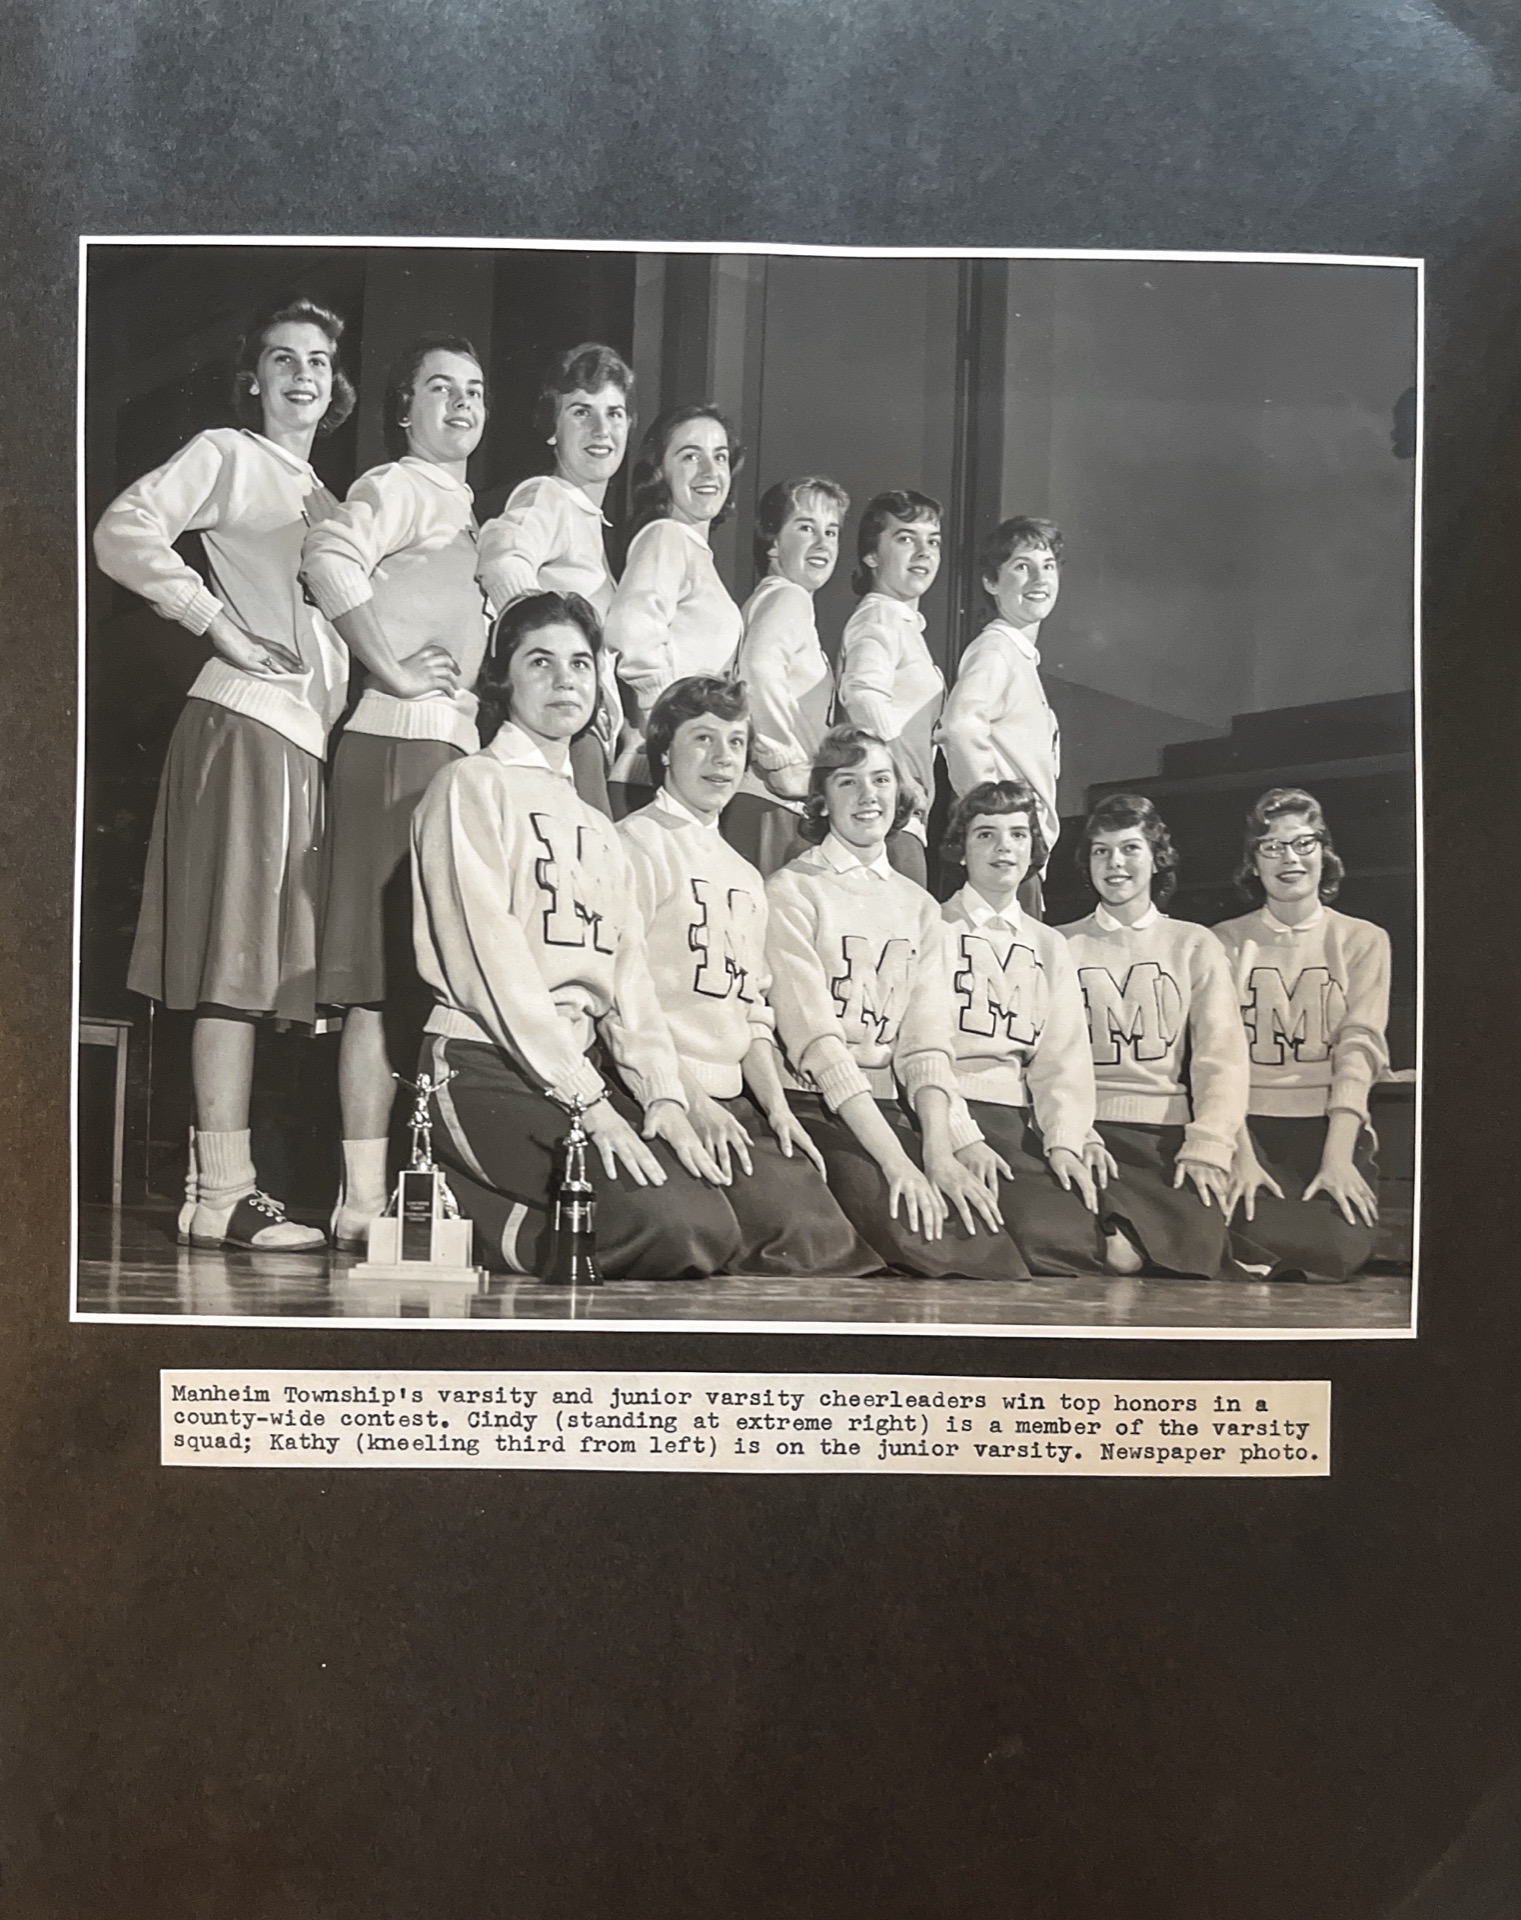 M
M
M
M
M
M
Manheim Township's varsity and junior varsity cheerleaders win top honors in a
county-wide contest. Cindy (standing at extreme right) is a member of the varsity
squad; Kathy (kneeling third from left) is on the junior varsity. Newspaper photo.